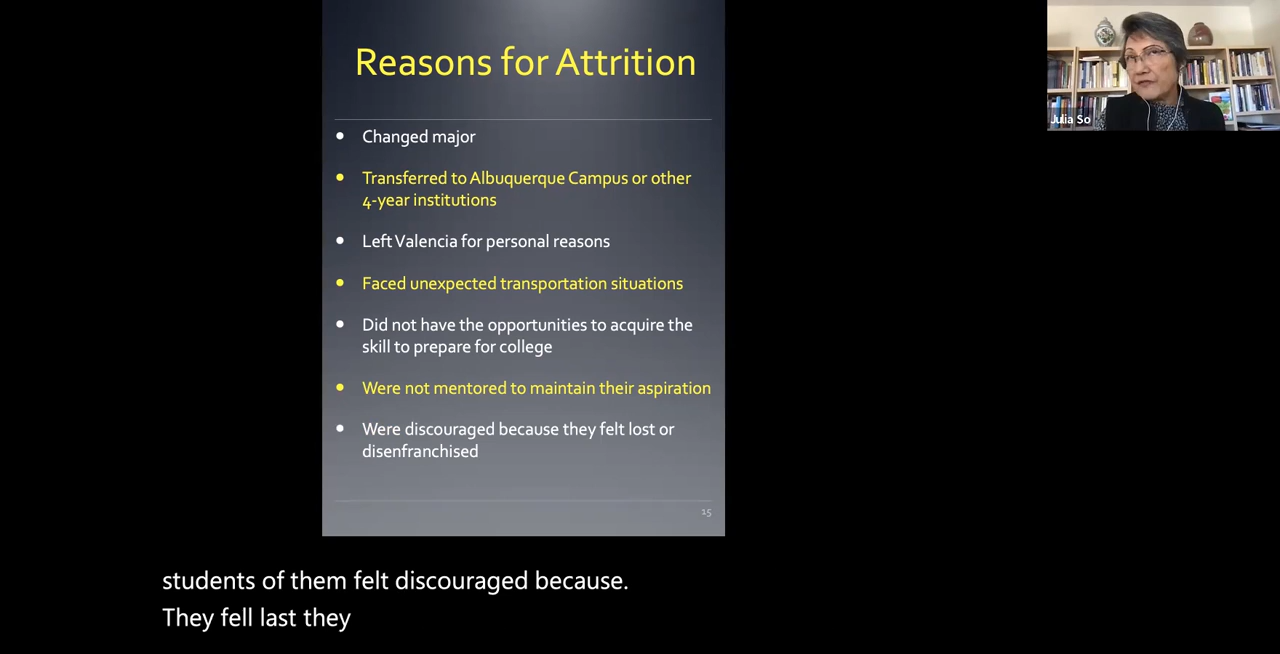 Reasons for Attrition
Julia So
• Changed major
• Transferred to Albuquerque Campus or other
4-year institutions
• Left Valencia for personal reasons
• Faced unexpected transportation situations
• Did not have the opportunities to acquire the
skill to prepare for college
• Were not mentored to maintain their aspiration
• Were discouraged because they felt lost or
disenfranchised
15
students of them felt discouraged because.
They fell last they